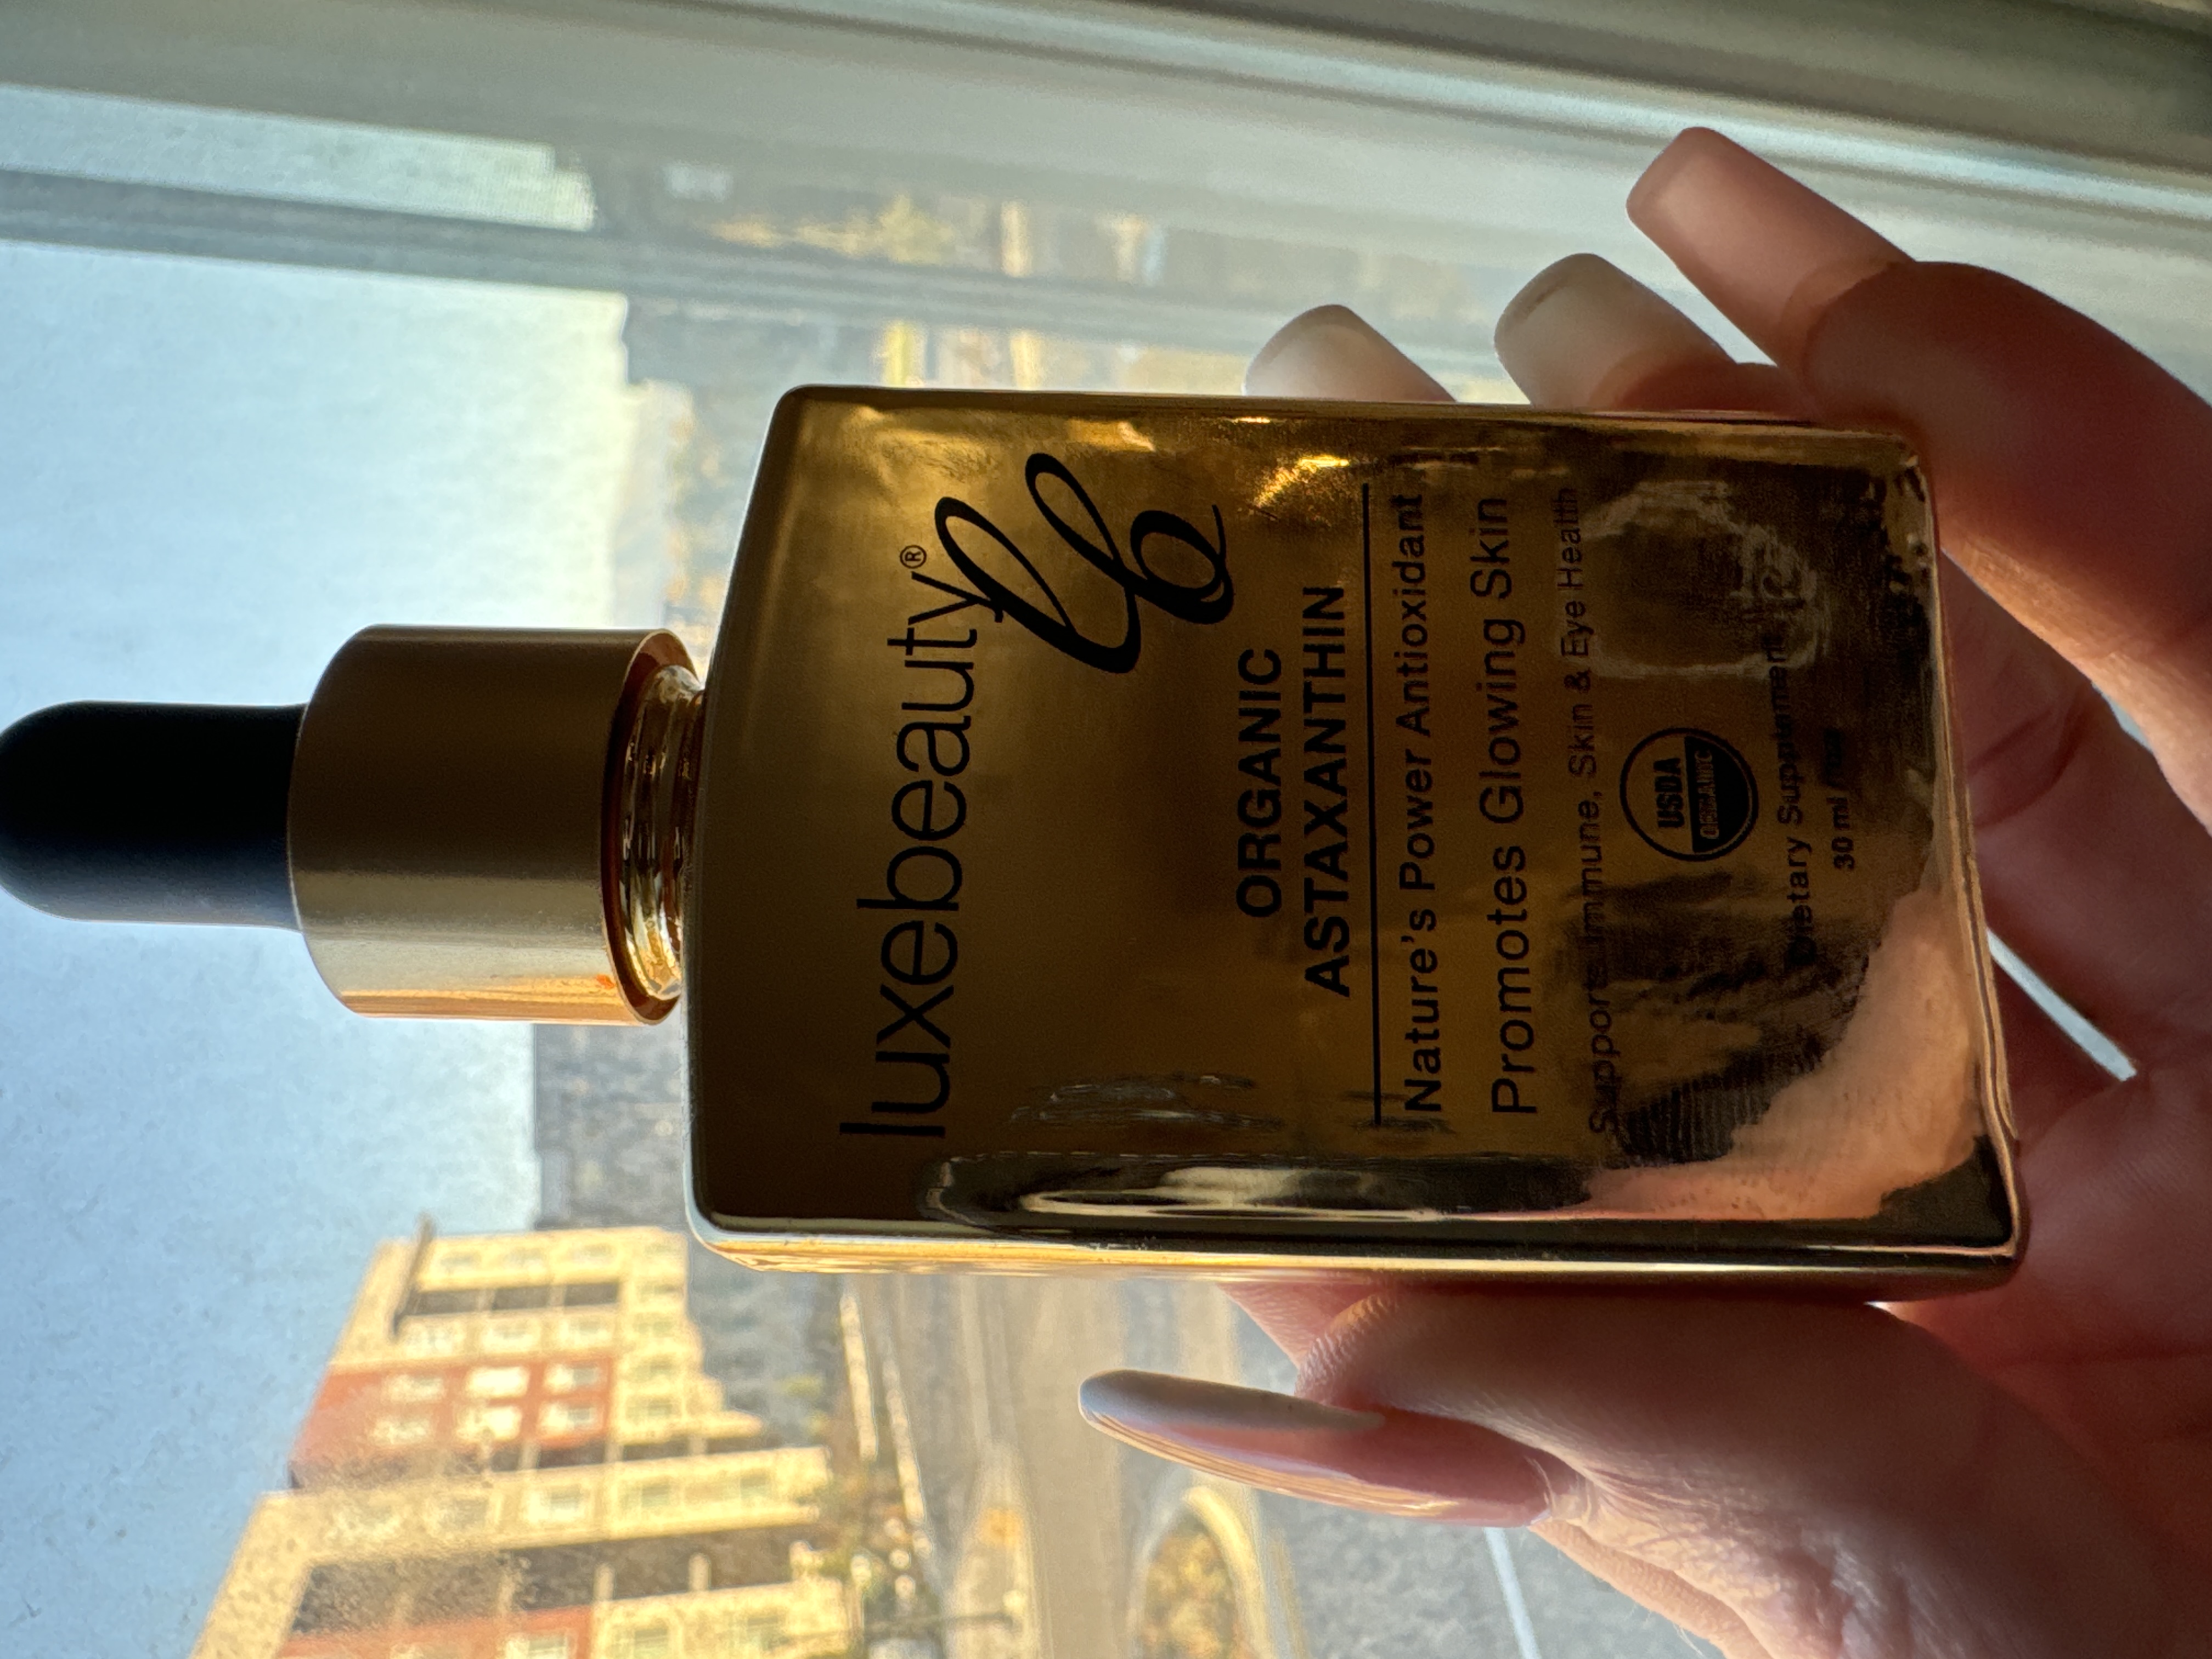 luxebeauty®
lb
ORGANIC
ASTAXANTHIN
Nature's Power Antioxidant
Promotes Glowing Skin
Supports Immune, Skin & Eye Health
USDA
ORGANIC
Dietary Supplement
30 ml